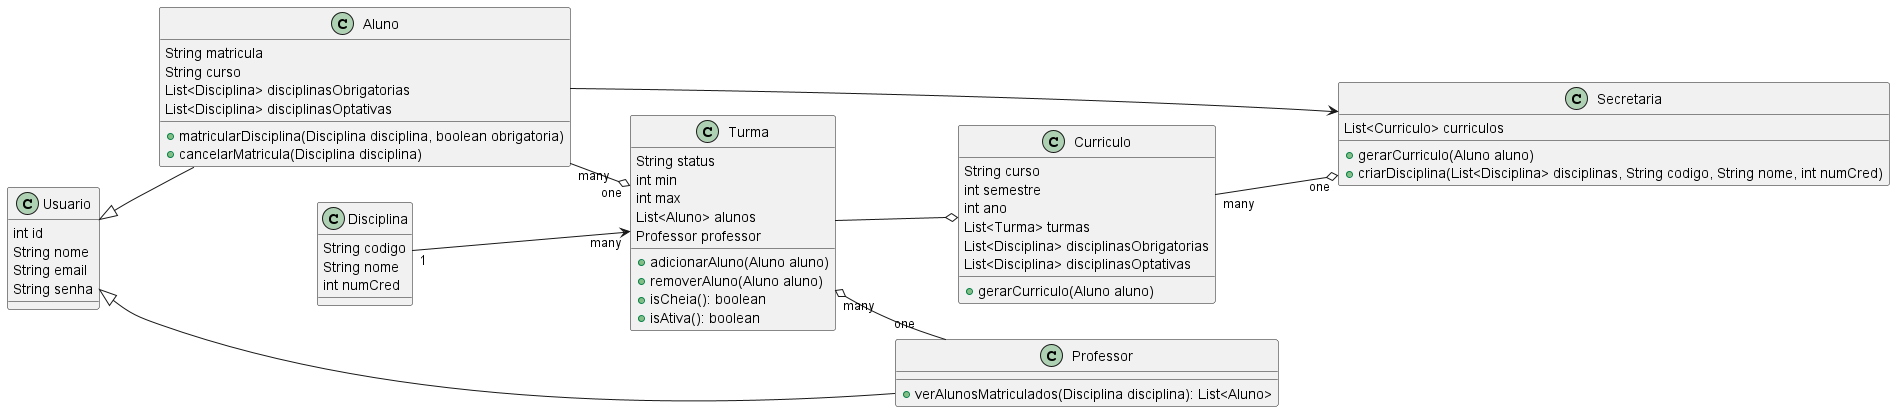 C Aluno
String matricula
String curso
List<Disciplina> disciplinasObrigatorias
List<Disciplina> disciplinasOptativas
matricularDisciplina(Disciplina disciplina, boolean obrigatoria)
cancelarMatricula(Disciplina disciplina)
C Usuario
int id
String nome
String email
String senha
C Disciplina
String codigo
String nome
int numCred
1
many
many
one
C Turma
String status
int min
int max
List<Aluno> alunos
Professor professor
adicionarAluno(Aluno aluno)
removerAluno(Aluno aluno)
isCheia(): boolean
isAtiva(): boolean
many
one
C Curriculo
String curso
int semestre
int ano
List<Turma> turmas
List<Disciplina> disciplinasObrigatorias
List<Disciplina> disciplinasOptativas
gerarCurriculo(Aluno aluno)
many
one
C Secretaria
List<Curriculo> curriculos
gerarCurriculo(Aluno aluno)
criarDisciplina(List<Disciplina> disciplinas, String codigo, String nome, int numCred)
C Professor
verAlunosMatriculados(Disciplina disciplina): List<Aluno>